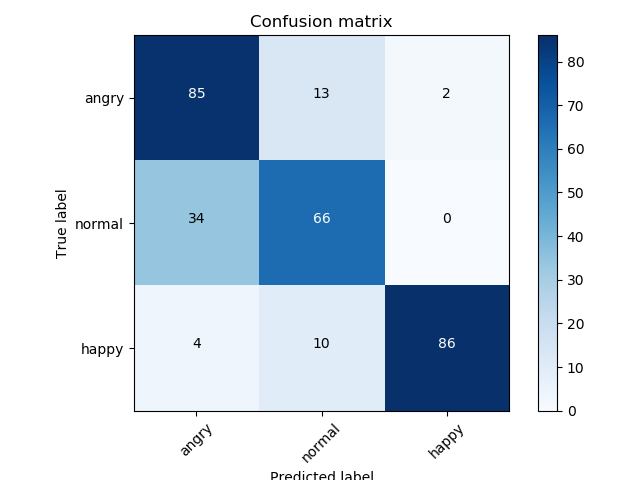 Confusion matrix
angry 85 13 2
normal 34 66 0
happy 4 10 86
angry normal happy
True label
Predicted label
80
70
60
50
40
30
20
10
0